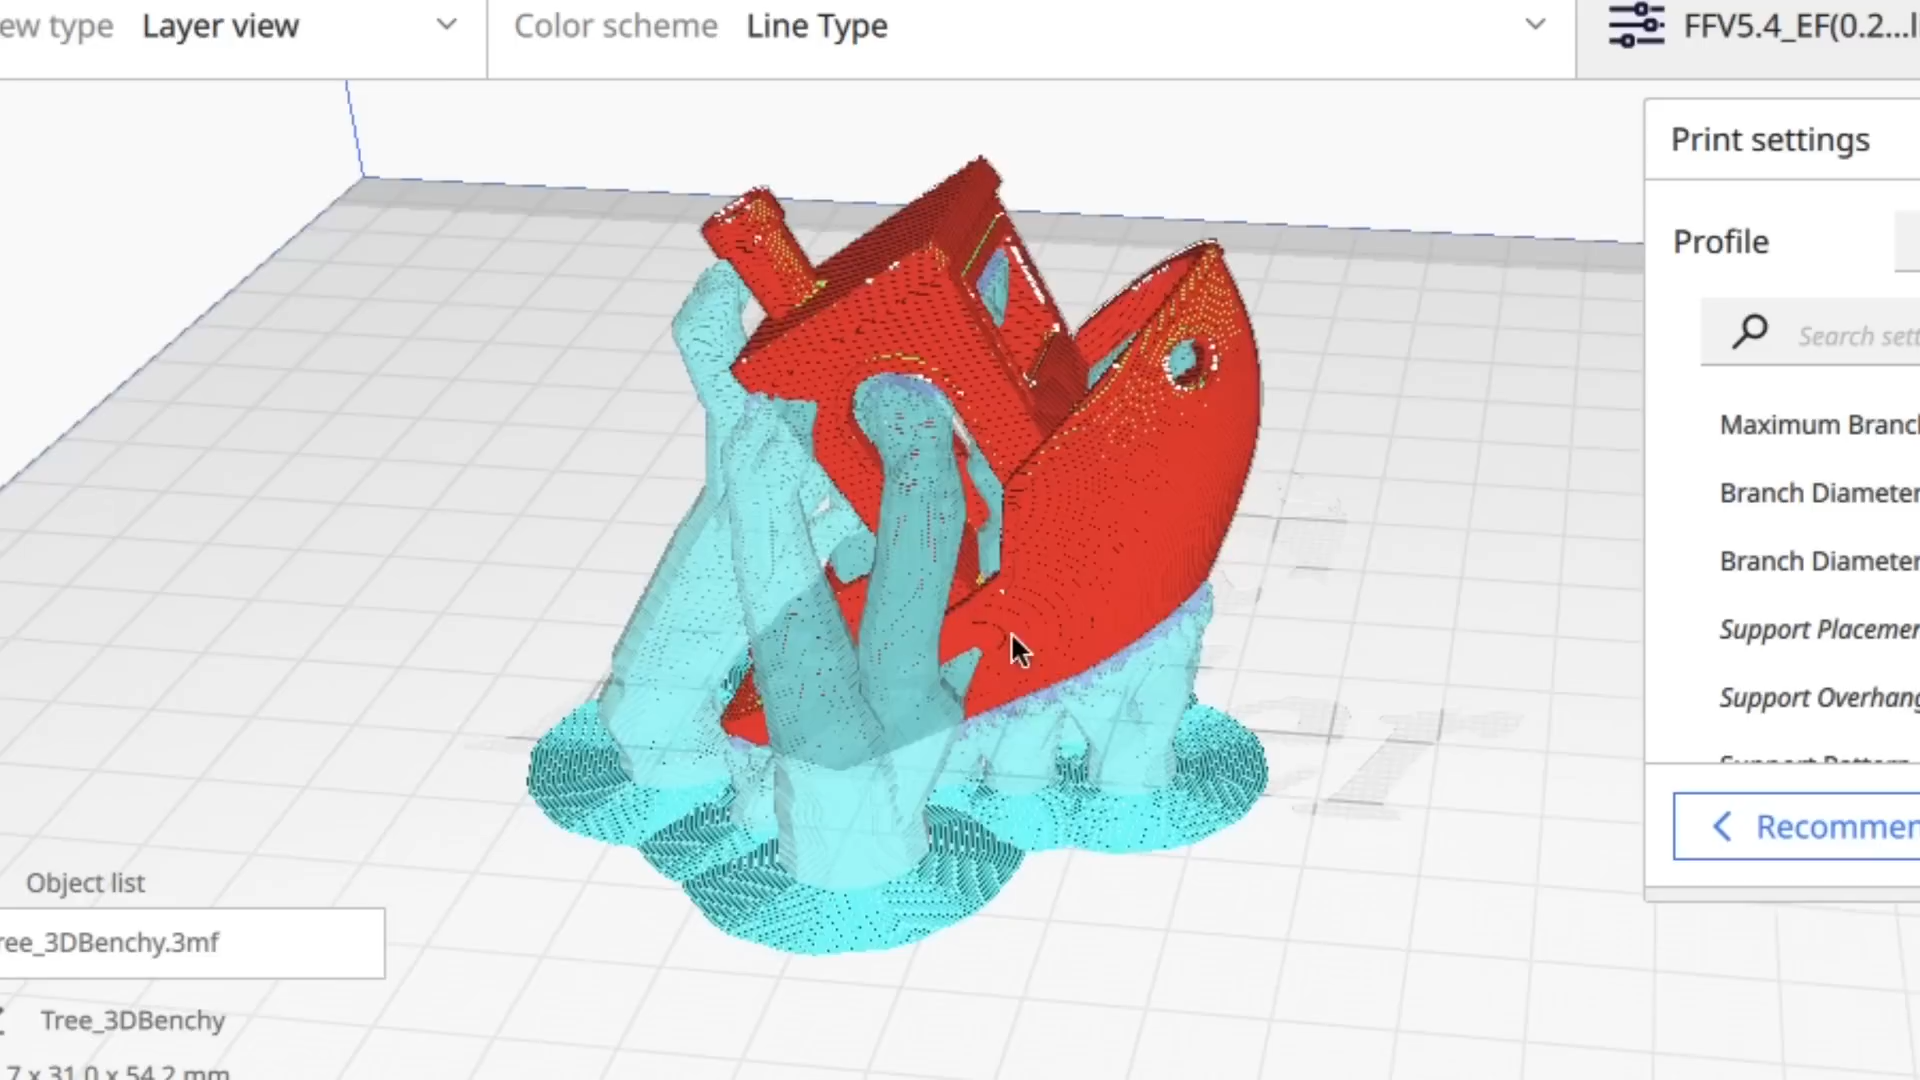 ew type Layer view Color scheme Line Type FFV5.4_EF(0.2...
Print settings
Profile
Search sett
Maximum Branc
Branch Diameter
Branch Diameter
Support Placemer
Support Overhang
Support Pattern
Recommen
Object list
ree_3DBenchy.3mf
Tree_3DBenchy
7 x 31.0 x 54.2 mm